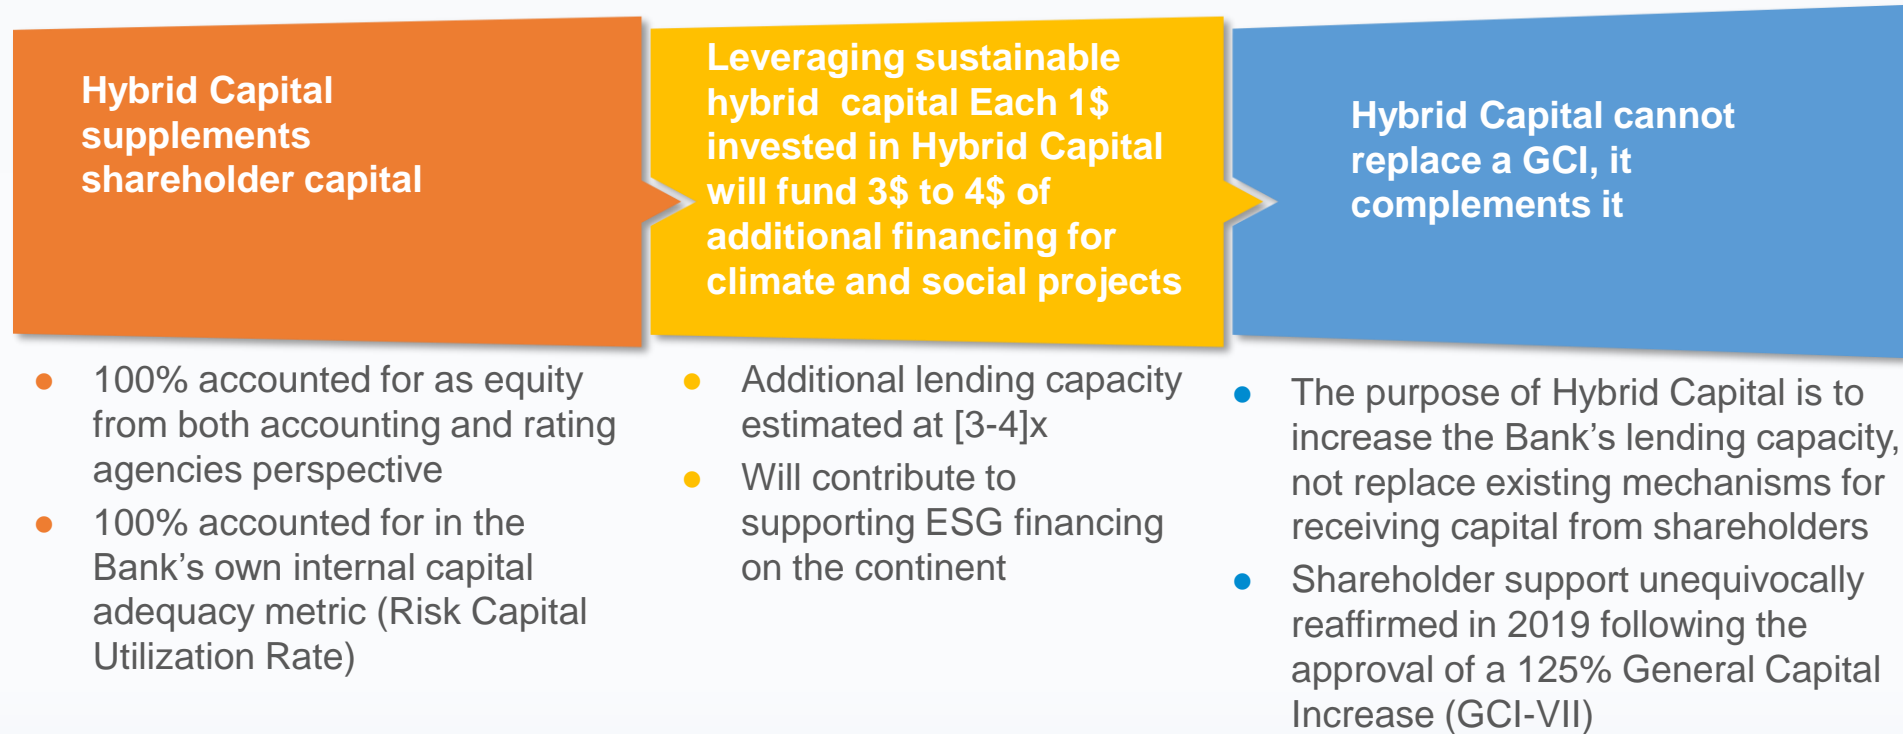 Hybrid Capital
supplements
shareholder capital
Leveraging sustainable
hybrid capital Each 1$
invested in Hybrid Capital
will fund 3$ to 4$ of
additional financing for
climate and social projects
Hybrid Capital cannot
replace a GCI, it
complements it
● 100% accounted for as equity
from both accounting and rating
agencies perspective
● 100% accounted for in the
Bank’s own internal capital
adequacy metric (Risk Capital
Utilization Rate)
● Additional lending capacity
estimated at [3-4]x
● Will contribute to
supporting ESG financing
on the continent
● The purpose of Hybrid Capital is to
increase the Bank’s lending capacity,
not replace existing mechanisms for
receiving capital from shareholders
● Shareholder support unequivocally
reaffirmed in 2019 following the
approval of a 125% General Capital
Increase (GCI-VII)